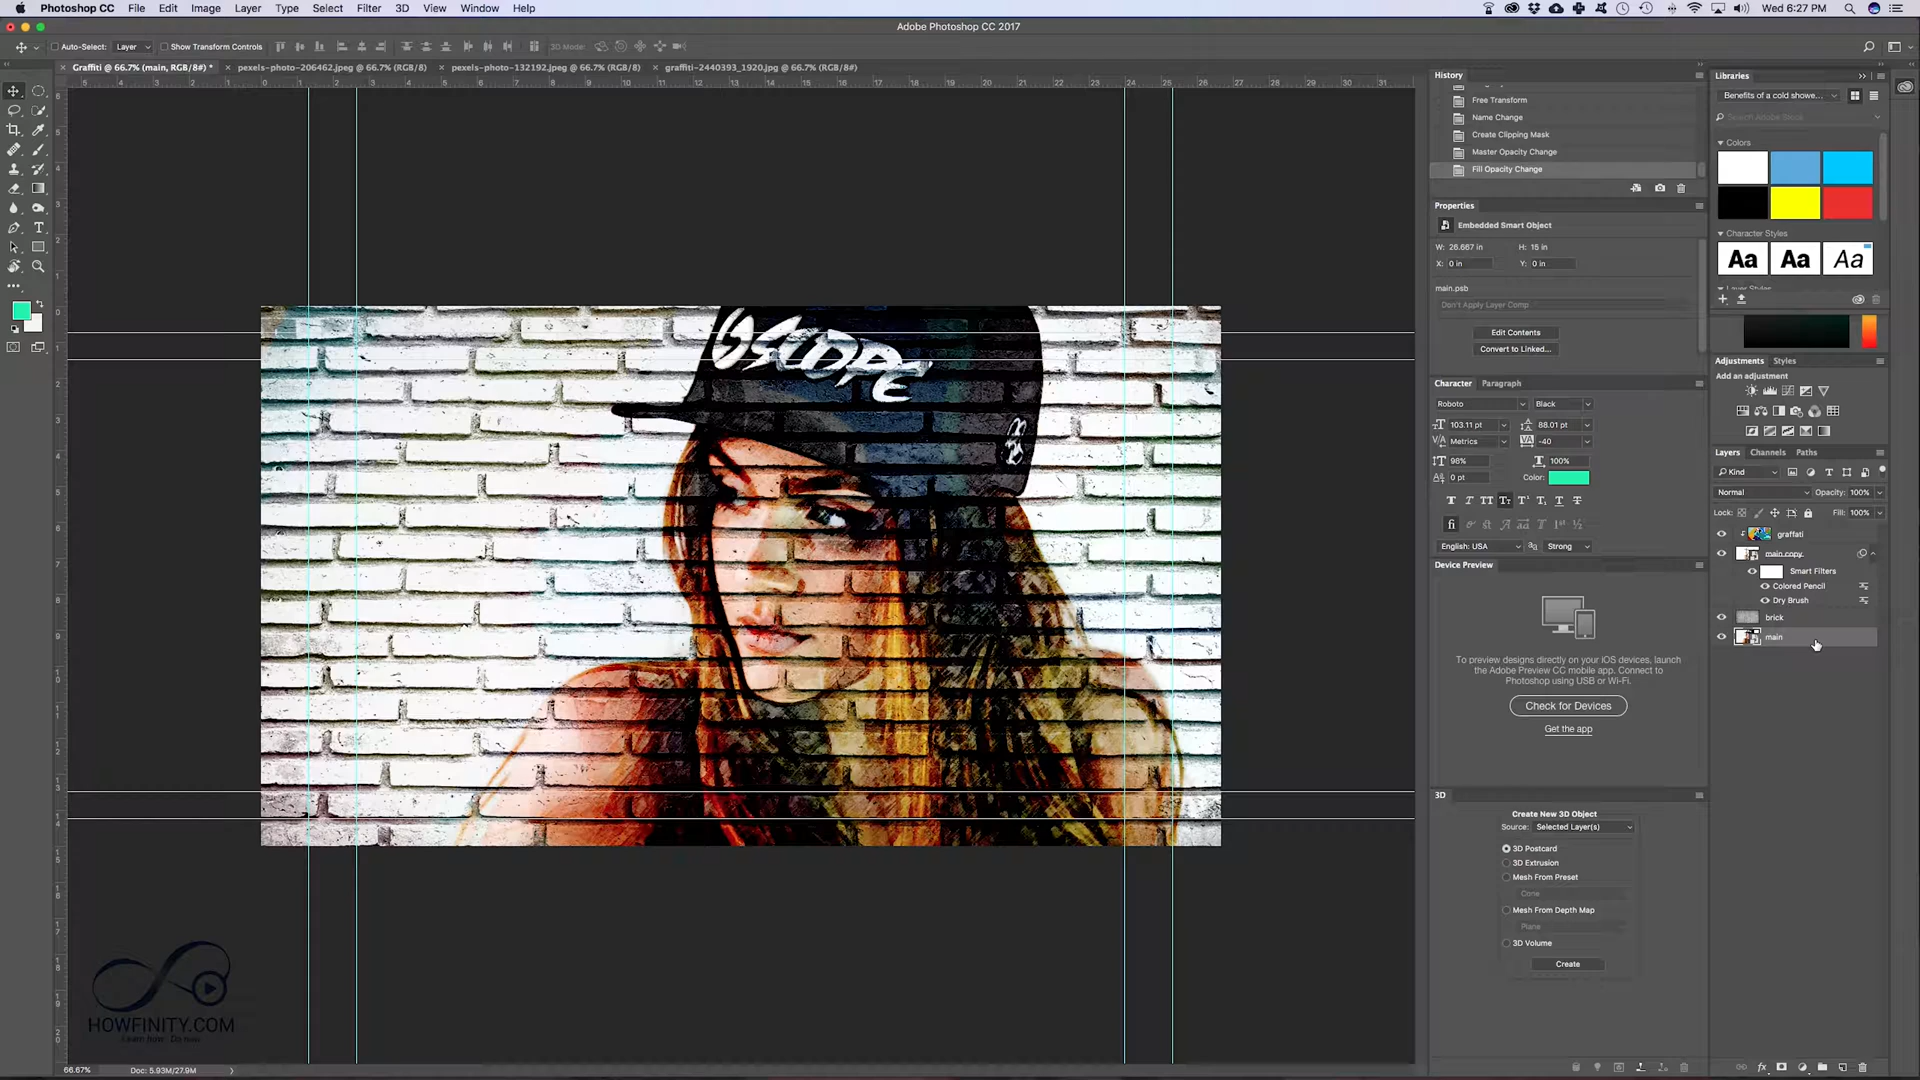 Photoshop CC File Edit Image Layer Type Select Filter 3D View Window Help
Wed 6:27 PM
Adobe Photoshop CC 2017
Auto-Select: Layer Show Transform Controls 3D Mode:
Graffiti @ 66.7% (main, RGB/8#) * pexels-photo-206462.jpeg @ 66.7% (RGB/8) pexels-photo-132192.jpeg @ 66.7% (RGB/8) graffiti-2440393_1920.jpg @ 66.7% (RGB/8#)
History
Free Transform
Name Change
Create Clipping Mask
Master Opacity Change
Fill Opacity Change
Properties
Embedded Smart Object
W: 26.667 in H: 15 in
X: 0 in Y: 0 in
main.psb
Don't Apply Layer Comp
Edit Contents
Convert to Linked...
Character Paragraph
Roboto Black
103.11 pt 88.01 pt
Metrics -40
98% 100%
0 pt Color:
English: USA Strong
Device Preview
To preview designs directly on your iOS devices, launch
the Adobe Preview CC mobile app. Connect to
Photoshop using USB or Wi-Fi.
Check for Devices
Get the app
3D
Create New 3D Object
Source: Selected Layer(s)
3D Postcard
3D Extrusion
Mesh From Preset
Cone
Mesh From Depth Map
Plane
3D Volume
Create
Libraries
Benefits of a cold showe...
Search Adobe Stock
Colors
Character Styles
Aa Aa Aa
Layer Styles
Adjustments Styles
Add an adjustment
Layers Channels Paths
Kind
Normal Opacity: 100%
Lock: Fill: 100%
graffati
main copy
Smart Filters
Colored Pencil
Dry Brush
brick
main
HOWFINITY.COM
Learn how. Do now.
66.67% Doc: 5.93M/27.9M